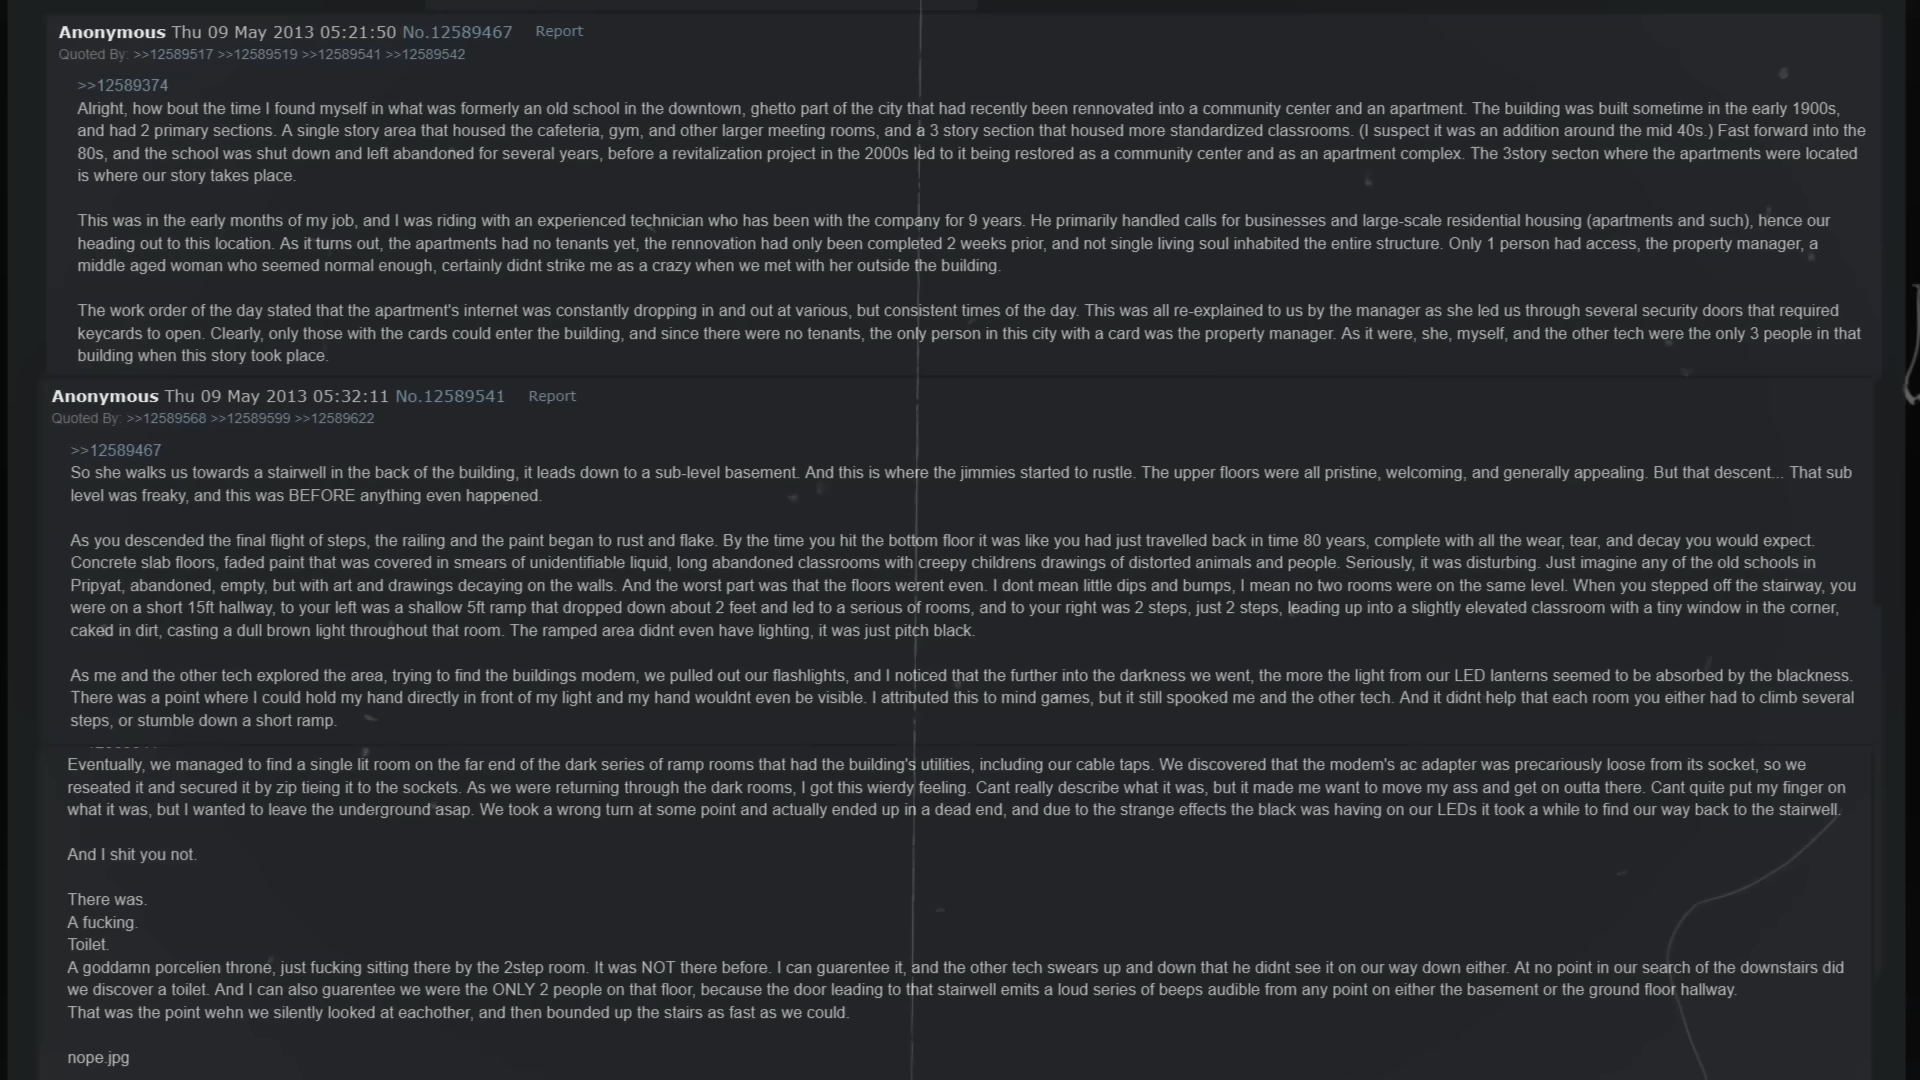 Anonymous Thu 09 May 2013 05:21:50 No.12589467 Report
Quoted By: >>12589517 >>12589519 >>12589541 >>12589542
>>12589374
Alright, how bout the time I found myself in what was formerly an old school in the downtown, ghetto part of the city that had recently been rennovated into a community center and an apartment. The building was built sometime in the early 1900s,
and had 2 primary sections. A single story area that housed the cafeteria, gym, and other larger meeting rooms, and a 3 story section that housed more standardized classrooms. (I suspect it was an addition around the mid 40s.) Fast forward into the
80s, and the school was shut down and left abandoned for several years, before a revitalization project in the 2000s led to it being restored as a community center and as an apartment complex. The 3story secton where the apartments were located
is where our story takes place.
This was in the early months of my job, and I was riding with an experienced technician who has been with the company for 9 years. He primarily handled calls for businesses and large-scale residential housing (apartments and such), hence our
heading out to this location. As it turns out, the apartments had no tenants yet, the rennovation had only been completed 2 weeks prior, and not single living soul inhabited the entire structure. Only 1 person had access, the property manager, a
middle aged woman who seemed normal enough, certainly didnt strike me as a crazy when we met with her outside the building.
The work order of the day stated that the apartment's internet was constantly dropping in and out at various, but consistent times of the day. This was all re-explained to us by the manager as she led us through several security doors that required
keycards to open. Clearly, only those with the cards could enter the building, and since there were no tenants, the only person in this city with a card was the property manager. As it were, she, myself, and the other tech were the only 3 people in that
building when this story took place.
Anonymous Thu 09 May 2013 05:32:11 No.12589541 Report
Quoted By: >>12589568 >>12589599 >>12589622
>>12589467
So she walks us towards a stairwell in the back of the building, it leads down to a sub-level basement. And this is where the jimmies started to rustle. The upper floors were all pristine, welcoming, and generally appealing. But that descent... That sub
level was freaky, and this was BEFORE anything even happened.
As you descended the final flight of steps, the railing and the paint began to rust and flake. By the time you hit the bottom floor it was like you had just travelled back in time 80 years, complete with all the wear, tear, and decay you would expect.
Concrete slab floors, faded paint that was covered in smears of unidentifiable liquid, long abandoned classrooms with creepy childrens drawings of distorted animals and people. Seriously, it was disturbing. Just imagine any of the old schools in
Pripyat, abandoned, empty, but with art and drawings decaying on the walls. And the worst part was that the floors werent even. I dont mean little dips and bumps, I mean no two rooms were on the same level. When you stepped off the stairway, you
were on a short 15ft hallway, to your left was a shallow 5ft ramp that dropped down about 2 feet and led to a serious of rooms, and to your right was 2 steps, just 2 steps, leading up into a slightly elevated classroom with a tiny window in the corner,
caked in dirt, casting a dull brown light throughout that room. The ramped area didnt even have lighting, it was just pitch black.
As me and the other tech explored the area, trying to find the buildings modem, we pulled out our flashlights, and I noticed that the further into the darkness we went, the more the light from our LED lanterns seemed to be absorbed by the blackness.
There was a point where I could hold my hand directly in front of my light and my hand wouldnt even be visible. I attributed this to mind games, but it still spooked me and the other tech. And it didnt help that each room you either had to climb several
steps, or stumble down a short ramp.
Eventually, we managed to find a single lit room on the far end of the dark series of ramp rooms that had the building's utilities, including our cable taps. We discovered that the modem's ac adapter was precariously loose from its socket, so we
reseated it and secured it by zip tieing it to the sockets. As we were returning through the dark rooms, I got this wierdy feeling. Cant really describe what it was, but it made me want to move my ass and get on outta there. Cant quite put my finger on
what it was, but I wanted to leave the underground asap. We took a wrong turn at some point and actually ended up in a dead end, and due to the strange effects the black was having on our LEDs it took a while to find our way back to the stairwell.
And I shit you not.
There was.
A fucking.
Toilet.
A goddamn porcelien throne, just fucking sitting there by the 2step room. It was NOT there before. I can guarentee it, and the other tech swears up and down that he didnt see it on our way down either. At no point in our search of the downstairs did
we discover a toilet. And I can also guarentee we were the ONLY 2 people on that floor, because the door leading to that stairwell emits a loud series of beeps audible from any point on either the basement or the ground floor hallway.
That was the point wehn we silently looked at eachother, and then bounded up the stairs as fast as we could.
nope.jpg